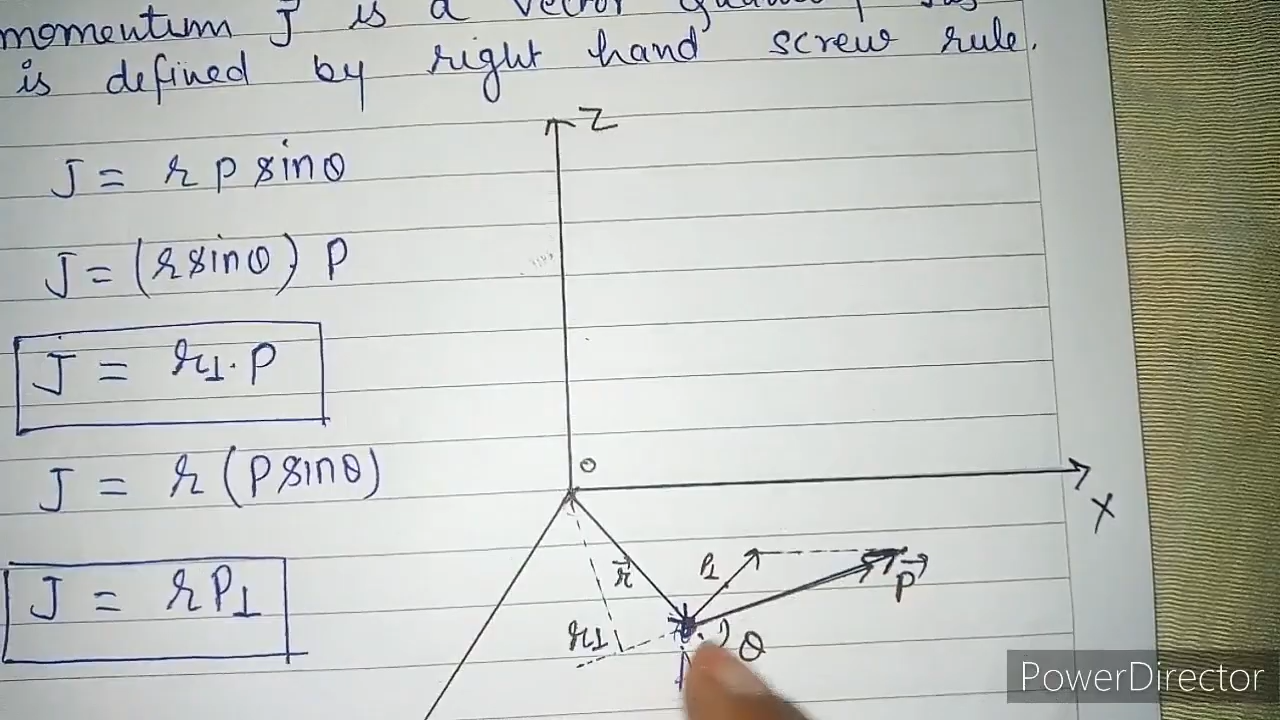 momentum J is a vector
is defined by right hand screw rule.
J = r p sinθ
J = (r sinθ) P
J = r⊥ . P
J = r (P sinθ)
J = r P⊥
Z
O
X
r⃗
P⊥
P⃗
r⊥
θ
PowerDirector